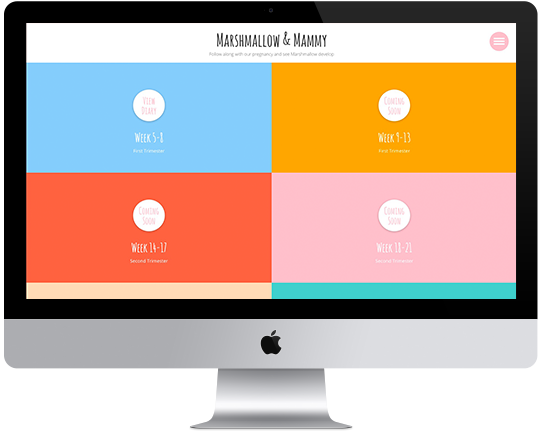 Marshmallow & Mammy
Follow along with our pregnancy and see Marshmallow develop
View
Diary
Week 5-8
First Trimester
Coming
Soon
Week 9-13
First Trimester
Coming
Soon
Week 14-17
Second Trimester
Coming
Soon
Week 18-21
Second Trimester